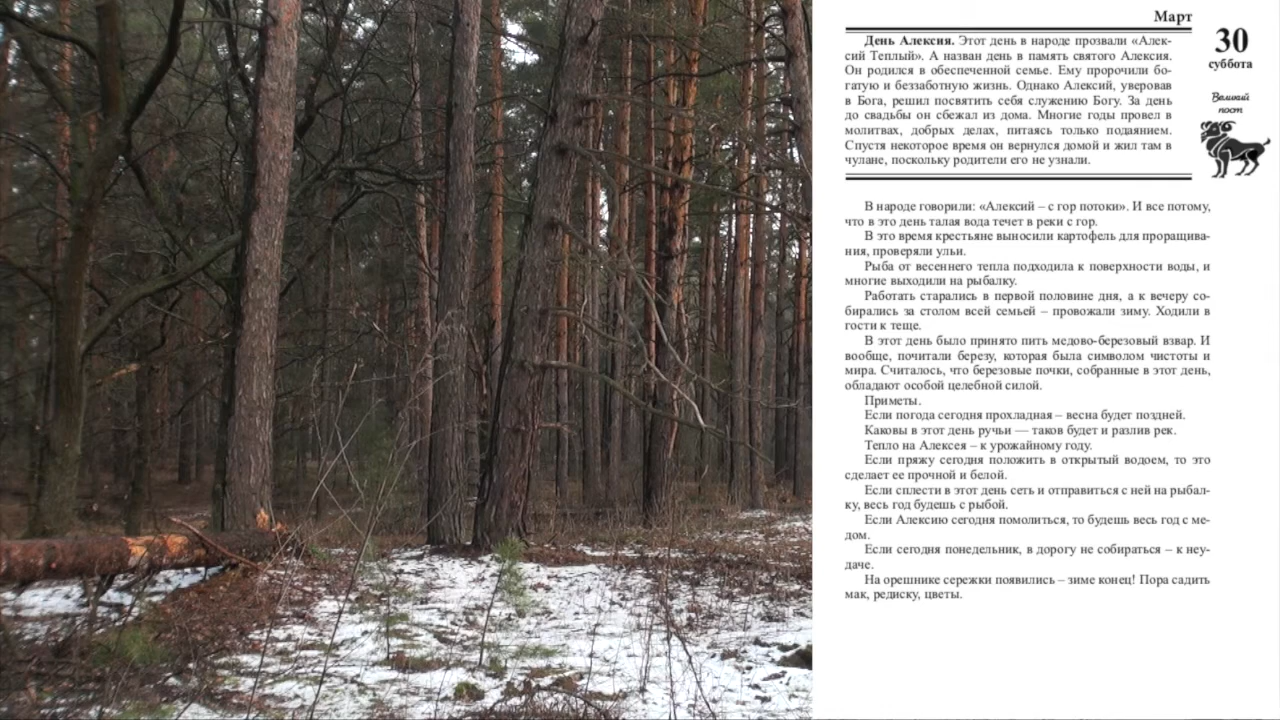 Март
30
суббота
Великий
пост
День Алексия. Этот день в народе прозвали «Алек-
сий Теплый». А назван день в память святого Алексия.
Он родился в обеспеченной семье. Ему пророчили бо-
гатую и беззаботную жизнь. Однако Алексий, уверовав
в Бога, решил посвятить себя служению Богу. За день
до свадьбы он сбежал из дома. Многие годы провел в
молитвах, добрых делах, питаясь только подаянием.
Спустя некоторое время он вернулся домой и жил там в
чулане, поскольку родители его не узнали.
В народе говорили: «Алексий – с гор потоки». И все потому,
что в это день талая вода течет в реки с гор.
В это время крестьяне выносили картофель для проращива-
ния, проверяли ульи.
Рыба от весеннего тепла подходила к поверхности воды, и
многие выходили на рыбалку.
Работать старались в первой половине дня, а к вечеру со-
бирались за столом всей семьей – провожали зиму. Ходили в
гости к теще.
В этот день было принято пить медово-березовый взвар. И
вообще, почитали березу, которая была символом чистоты и
мира. Считалось, что березовые почки, собранные в этот день,
обладают особой целебной силой.
Приметы.
Если погода сегодня прохладная – весна будет поздней.
Каковы в этот день ручьи — таков будет и разлив рек.
Тепло на Алексея – к урожайному году.
Если пряжу сегодня положить в открытый водоем, то это
сделает ее прочной и белой.
Если сплести в этот день сеть и отправиться с ней на рыбал-
ку, весь год будешь с рыбой.
Если Алексию сегодня помолиться, то будешь весь год с ме-
дом.
Если сегодня понедельник, в дорогу не собираться – к неу-
даче.
На орешнике сережки появились – зиме конец! Пора садить
мак, редиску, цветы.